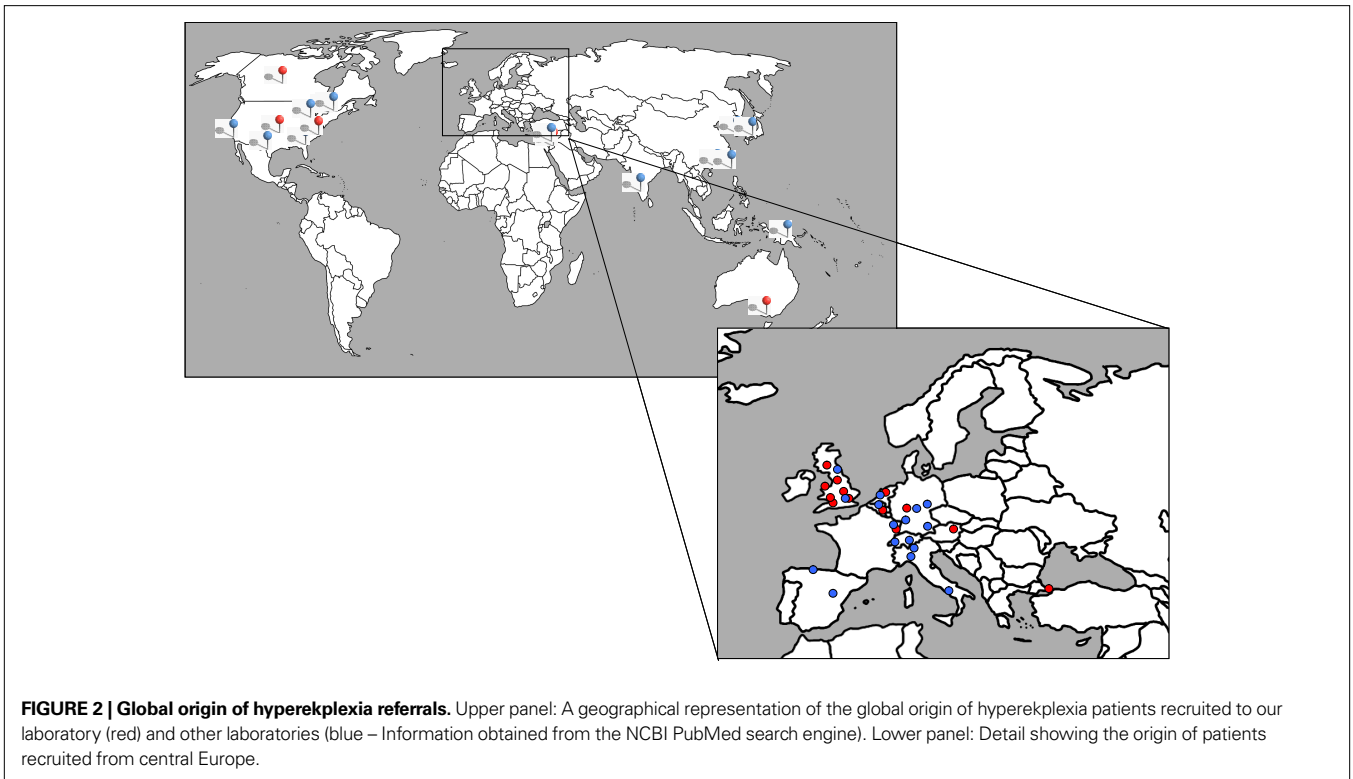 FIGURE 2 | Global origin of hyperekplexia referrals. Upper panel: A geographical representation of the global origin of hyperekplexia patients recruited to our
laboratory (red) and other laboratories (blue – Information obtained from the NCBI PubMed search engine). Lower panel: Detail showing the origin of patients
recruited from central Europe.